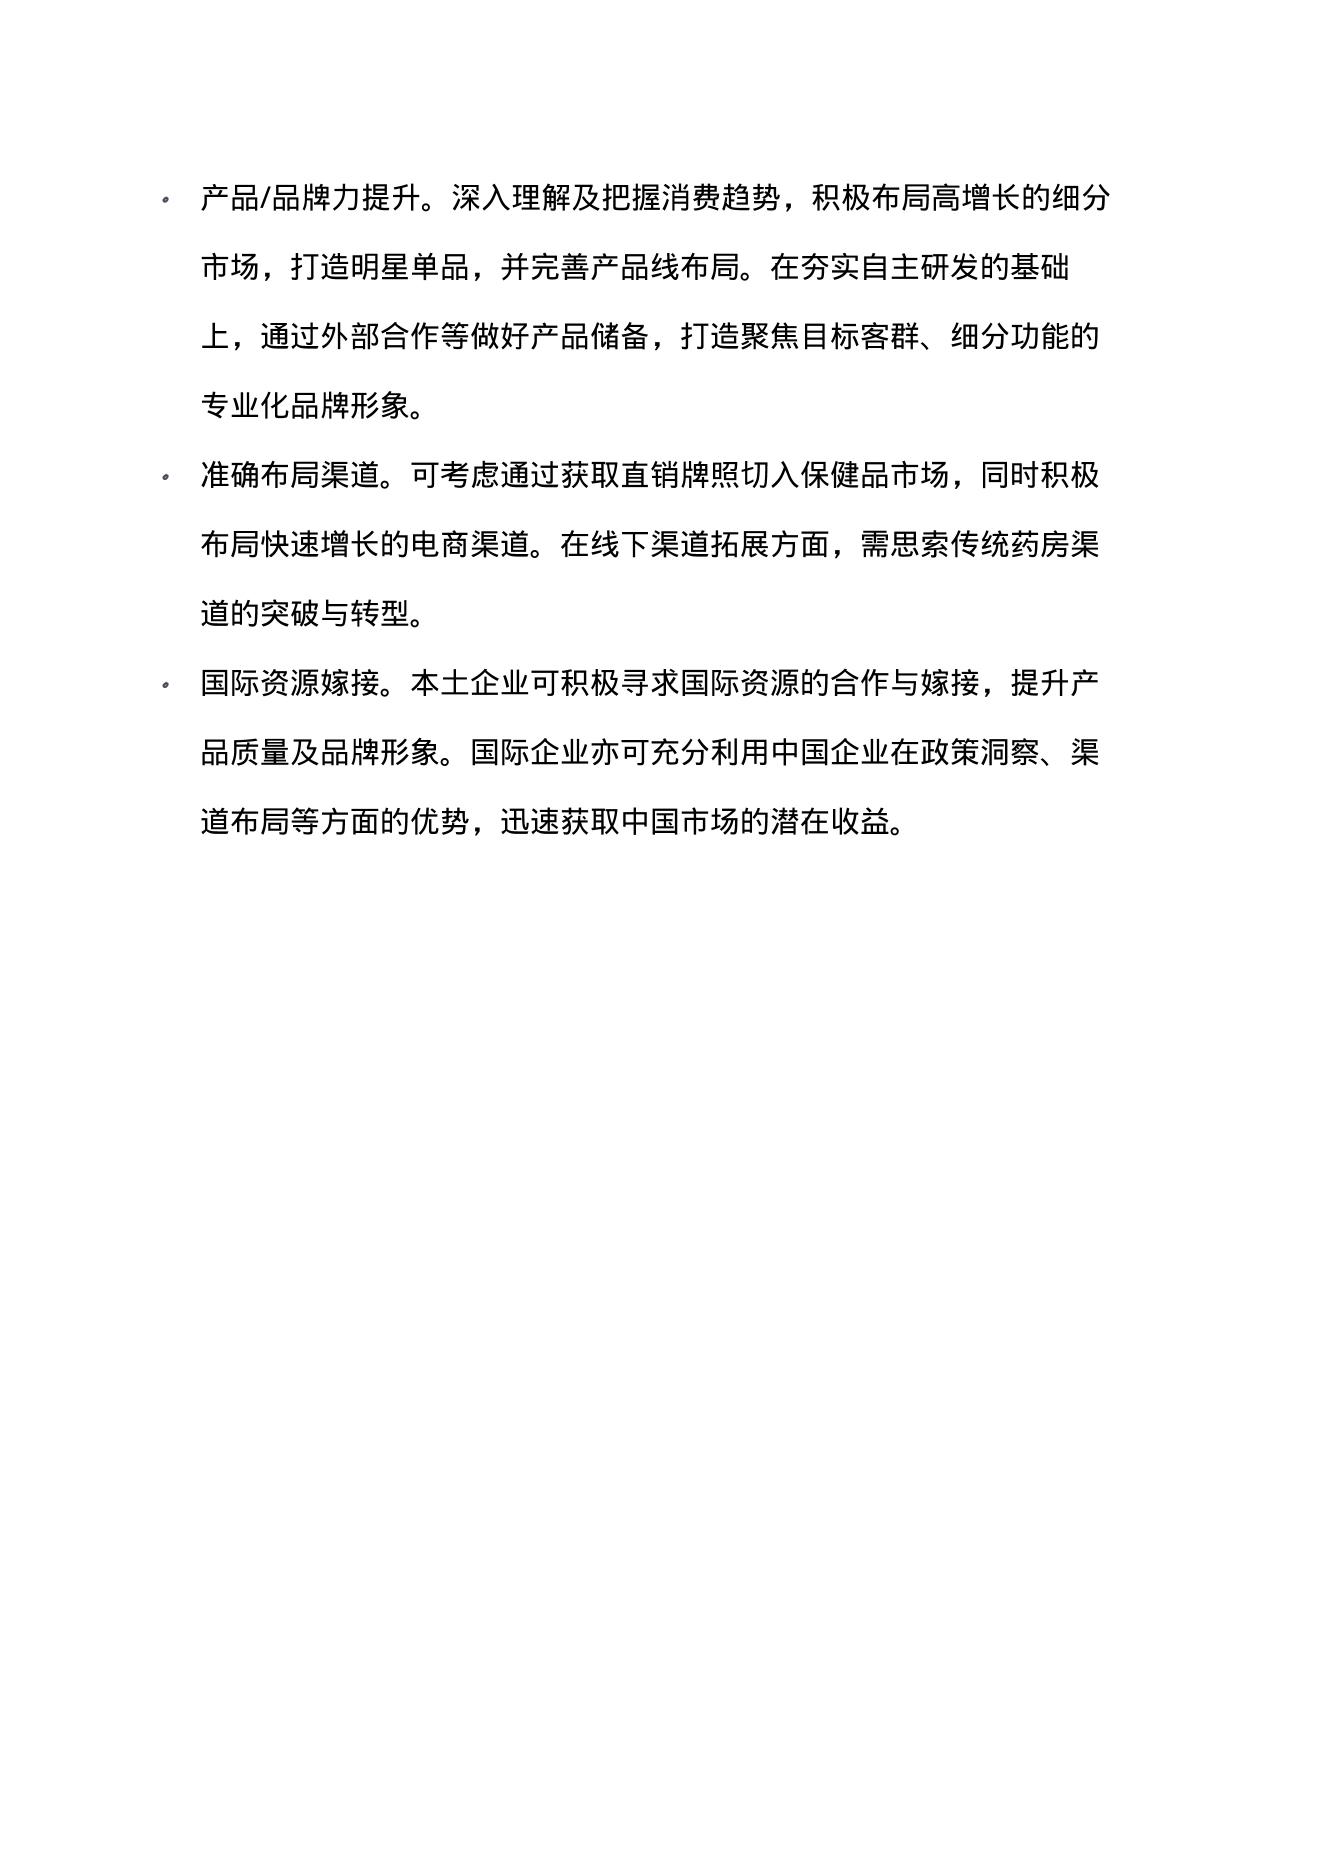 • 产品/品牌力提升。深入理解及把握消费趋势，积极布局高增长的细分
市场，打造明星单品，并完善产品线布局。在夯实自主研发的基础
上，通过外部合作等做好产品储备，打造聚焦目标客群、细分功能的
专业化品牌形象。
• 准确布局渠道。可考虑通过获取直销牌照切入保健品市场，同时积极
布局快速增长的电商渠道。在线下渠道拓展方面，需思索传统药房渠
道的突破与转型。
• 国际资源嫁接。本土企业可积极寻求国际资源的合作与嫁接，提升产
品质量及品牌形象。国际企业亦可充分利用中国企业在政策洞察、渠
道布局等方面的优势，迅速获取中国市场的潜在收益。